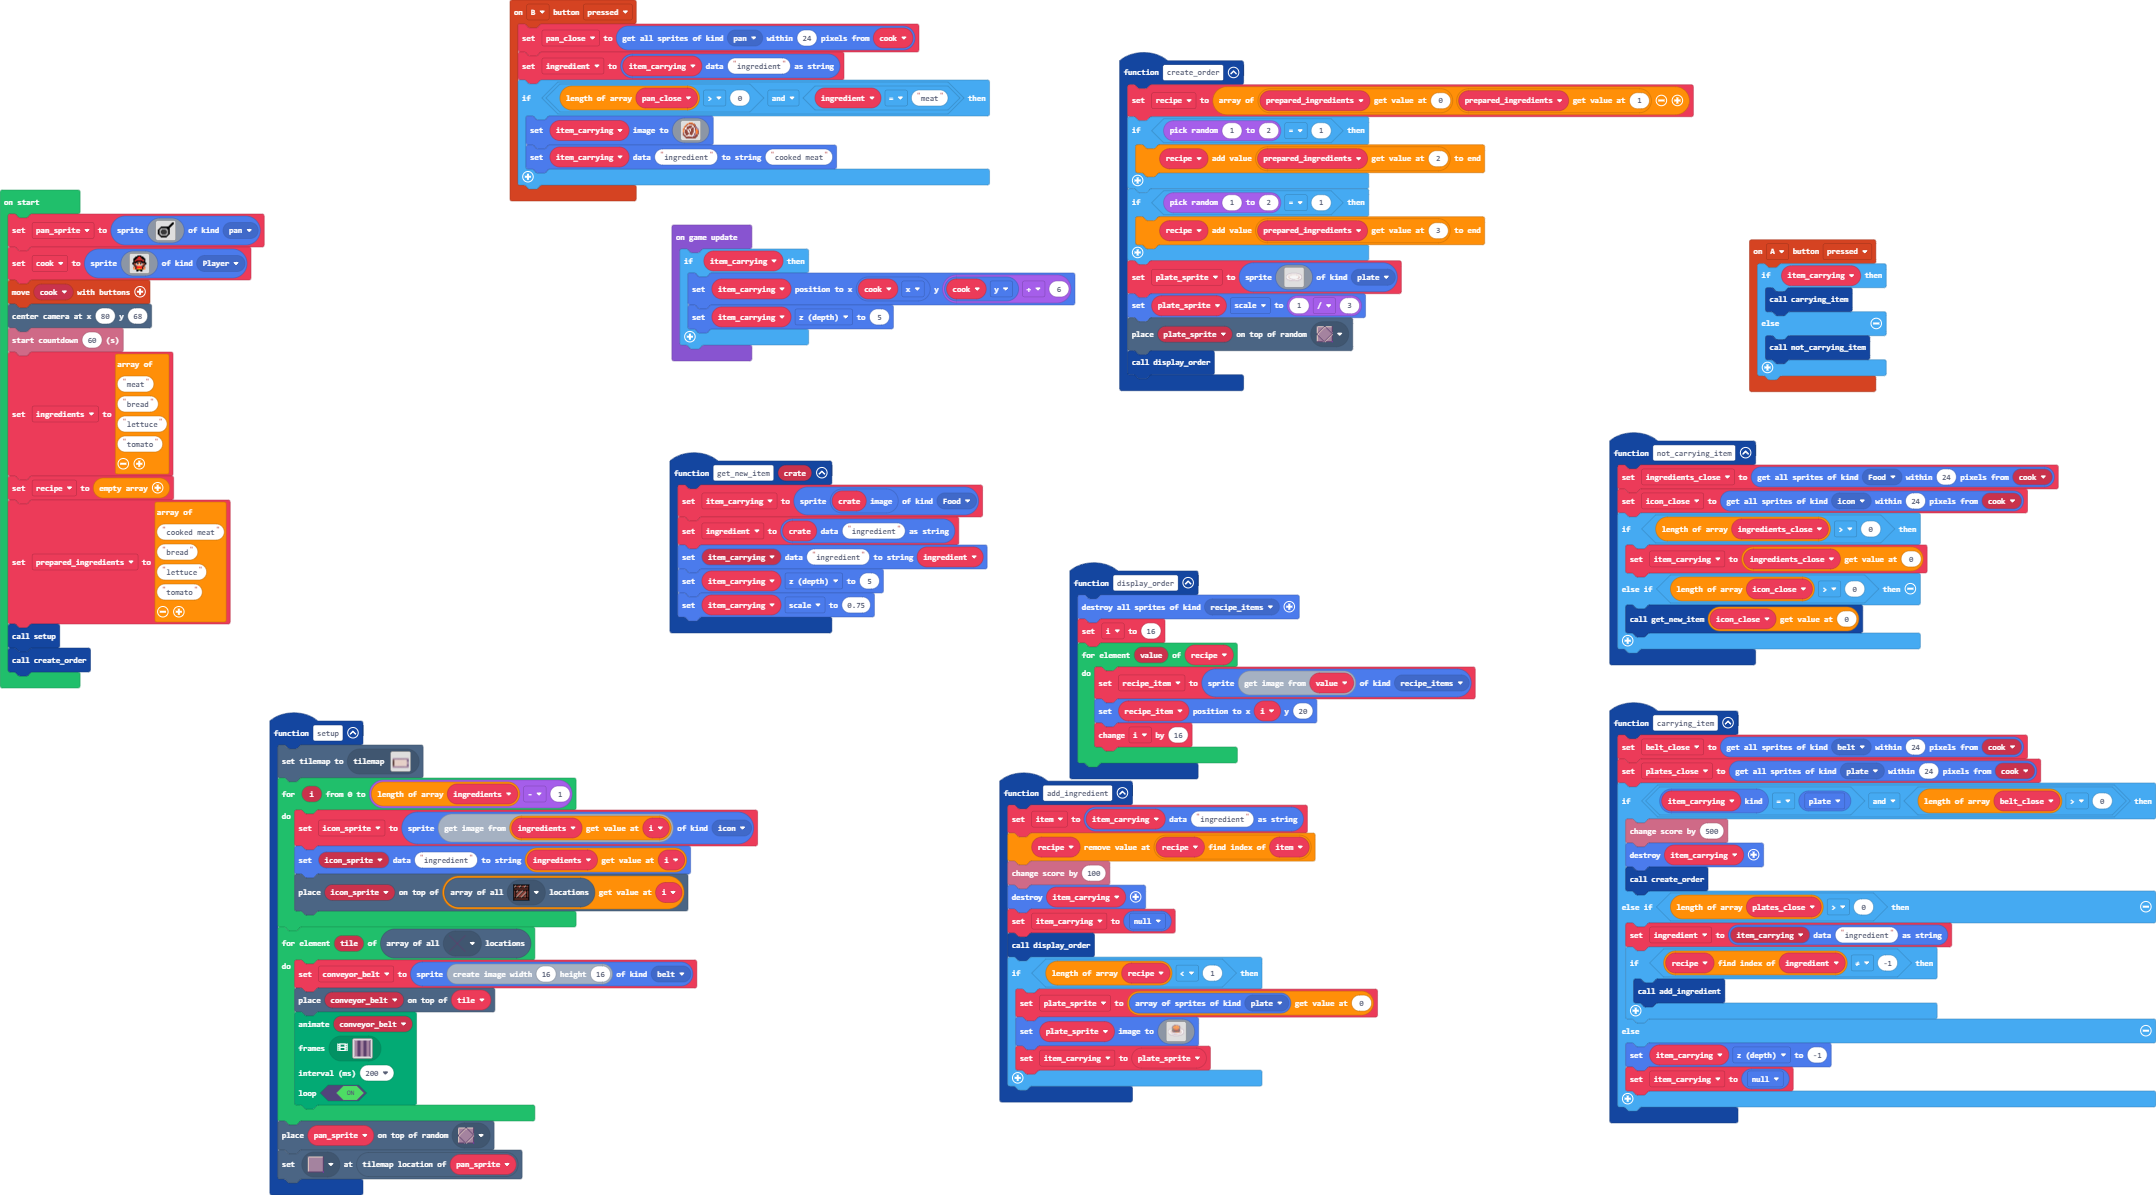 on B button pressed
set pan_close to get all sprites of kind pan within 24 pixels from cook
set ingredient to item_carrying data "ingredient" as string
if length of array pan_close > 0 and ingredient = "meat" then
set item_carrying image to
set item_carrying data "ingredient" to string "cooked meat"
on start
set pan_sprite to sprite of kind pan
set cook to sprite of kind Player
move cook with buttons
center camera at x 80 y 68
start countdown 60 (s)
set ingredients to array of
"meat"
"bread"
"lettuce"
"tomato"
set recipe to empty array
set prepared_ingredients to array of
"cooked meat"
"bread"
"lettuce"
"tomato"
call setup
call create_order
on game update
if item_carrying then
set item_carrying position to x cook x y cook y + 6
set item_carrying z (depth) to 5
function create_order
set recipe to array of prepared_ingredients get value at 0 prepared_ingredients get value at 1
if pick random 1 to 2 = 1 then
recipe add value prepared_ingredients get value at 2 to end
if pick random 1 to 2 = 1 then
recipe add value prepared_ingredients get value at 3 to end
set plate_sprite to sprite of kind plate
set plate_sprite scale to 1 / 3
place plate_sprite on top of random
call display_order
on A button pressed
if item_carrying then
call carrying_item
else
call not_carrying_item
function get_new_item crate
set item_carrying to sprite crate image of kind Food
set ingredient to crate data "ingredient" as string
set item_carrying data "ingredient" to string ingredient
set item_carrying z (depth) to 5
set item_carrying scale to 0.75
function not_carrying_item
set ingredients_close to get all sprites of kind Food within 24 pixels from cook
set icon_close to get all sprites of kind icon within 24 pixels from cook
if length of array ingredients_close > 0 then
set item_carrying to ingredients_close get value at 0
else if length of array icon_close > 0 then
call get_new_item icon_close get value at 0
function display_order
destroy all sprites of kind recipe_items
set i to 16
for element value of recipe
do
set recipe_item to sprite get image from value of kind recipe_items
set recipe_item position to x i y 20
change i by 16
function setup
set tilemap to tilemap
for i from 0 to length of array ingredients - 1
do
set icon_sprite to sprite get image from ingredients get value at i of kind icon
set icon_sprite data "ingredient" to string ingredients get value at i
place icon_sprite on top of array of all locations get value at i
for element tile of array of all locations
do
set conveyor_belt to sprite create image width 16 height 16 of kind belt
place conveyor_belt on top of tile
animate conveyor_belt
frames
interval (ms) 200
loop ON
place pan_sprite on top of random
set at tilemap location of pan_sprite
function add_ingredient
set item to item_carrying data "ingredient" as string
recipe remove value at recipe find index of item
change score by 100
destroy item_carrying
set item_carrying to null
call display_order
if length of array recipe < 1 then
set plate_sprite to array of sprites of kind plate get value at 0
set plate_sprite image to
set item_carrying to plate_sprite
function carrying_item
set belt_close to get all sprites of kind belt within 24 pixels from cook
set plates_close to get all sprites of kind plate within 24 pixels from cook
if item_carrying kind = plate and length of array belt_close > 0 then
change score by 500
destroy item_carrying
call create_order
else if length of array plates_close > 0 then
set ingredient to item_carrying data "ingredient" as string
if recipe find index of ingredient ≠ -1 then
call add_ingredient
else
set item_carrying z (depth) to -1
set item_carrying to null